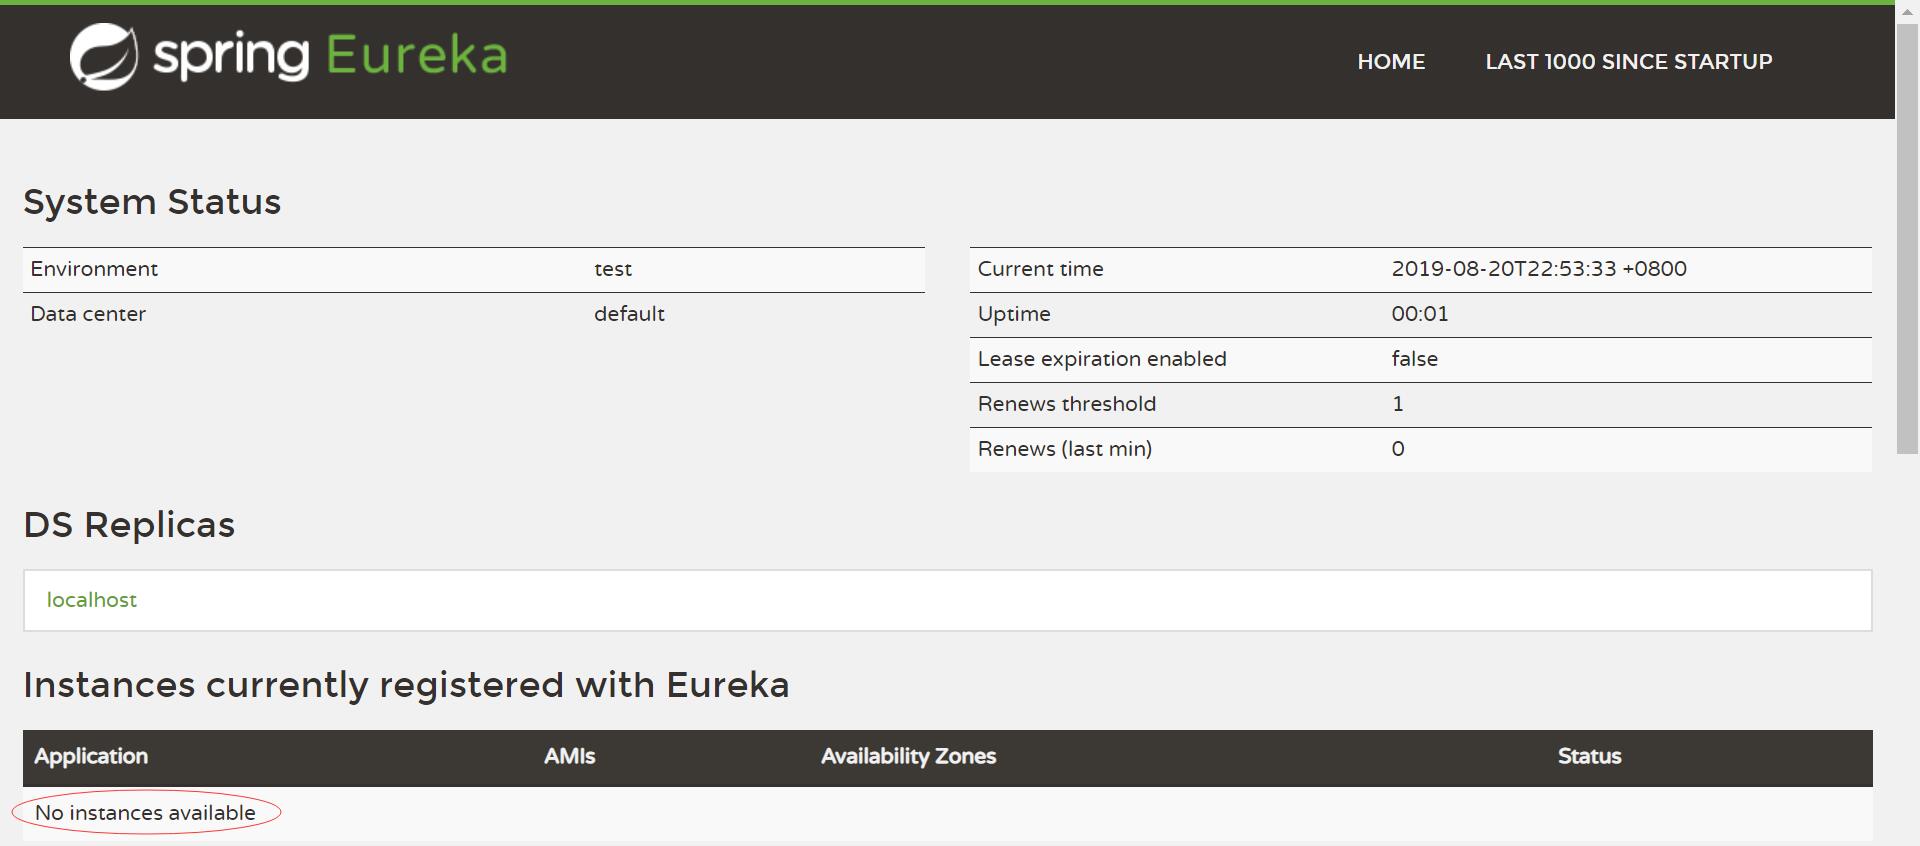 spring Eureka
HOME LAST 1000 SINCE STARTUP
System Status
Environment test
Data center default
Current time 2019-08-20T22:53:33 +0800
Uptime 00:01
Lease expiration enabled false
Renews threshold 1
Renews (last min) 0
DS Replicas
localhost
Instances currently registered with Eureka
Application AMIs Availability Zones Status
No instances available